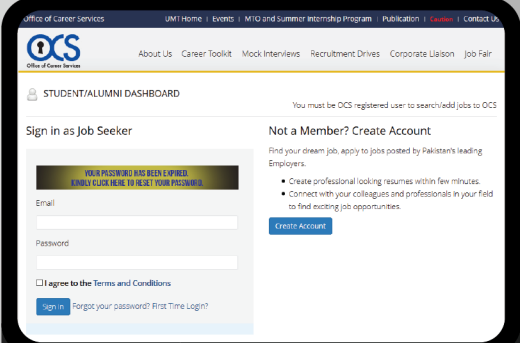 Office of Career Services
UMT Home | Events | MTO and Summer Internship Program | Publication | Caution | Contact Us
OCS
Office of Career Services
About Us Career Toolkit Mock Interviews Recruitment Drives Corporate Liaison Job Fair
STUDENT/ALUMNI DASHBOARD
You must be OCS registered user to search/add jobs to OCS
Sign in as Job Seeker
YOUR PASSWORD HAS BEEN EXPIRED.
KINDLY CLICK HERE TO RESET YOUR PASSWORD.
Email
Password
I agree to the Terms and Conditions
Sign in Forgot your password? First Time Login?
Not a Member? Create Account
Find your dream job, apply to jobs posted by Pakistan's leading
Employers.
Create professional looking resumes within few minutes.
Connect with your colleagues and professionals in your field
to find exciting job opportunities.
Create Account